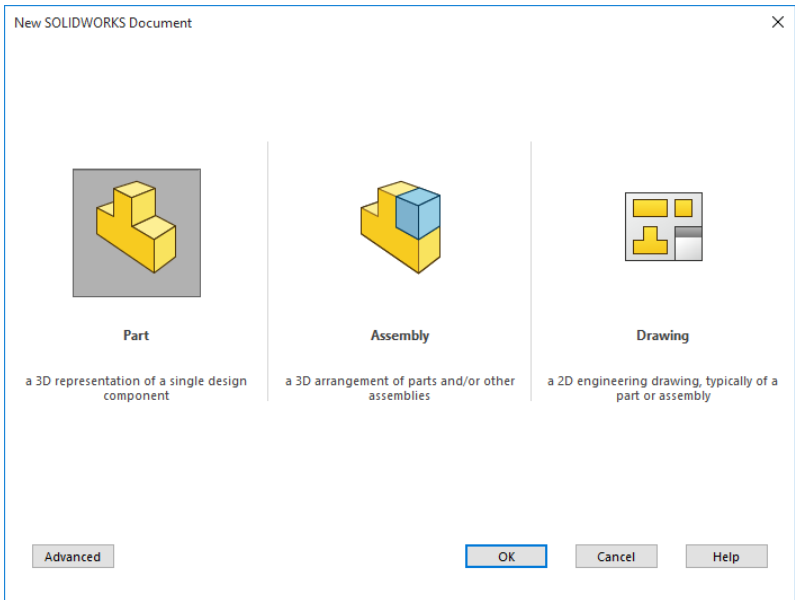 New SOLIDWORKS Document
Part
Assembly
Drawing
a 3D representation of a single design
component
a 3D arrangement of parts and/or other
assemblies
a 2D engineering drawing, typically of a
part or assembly
Advanced
OK
Cancel
Help